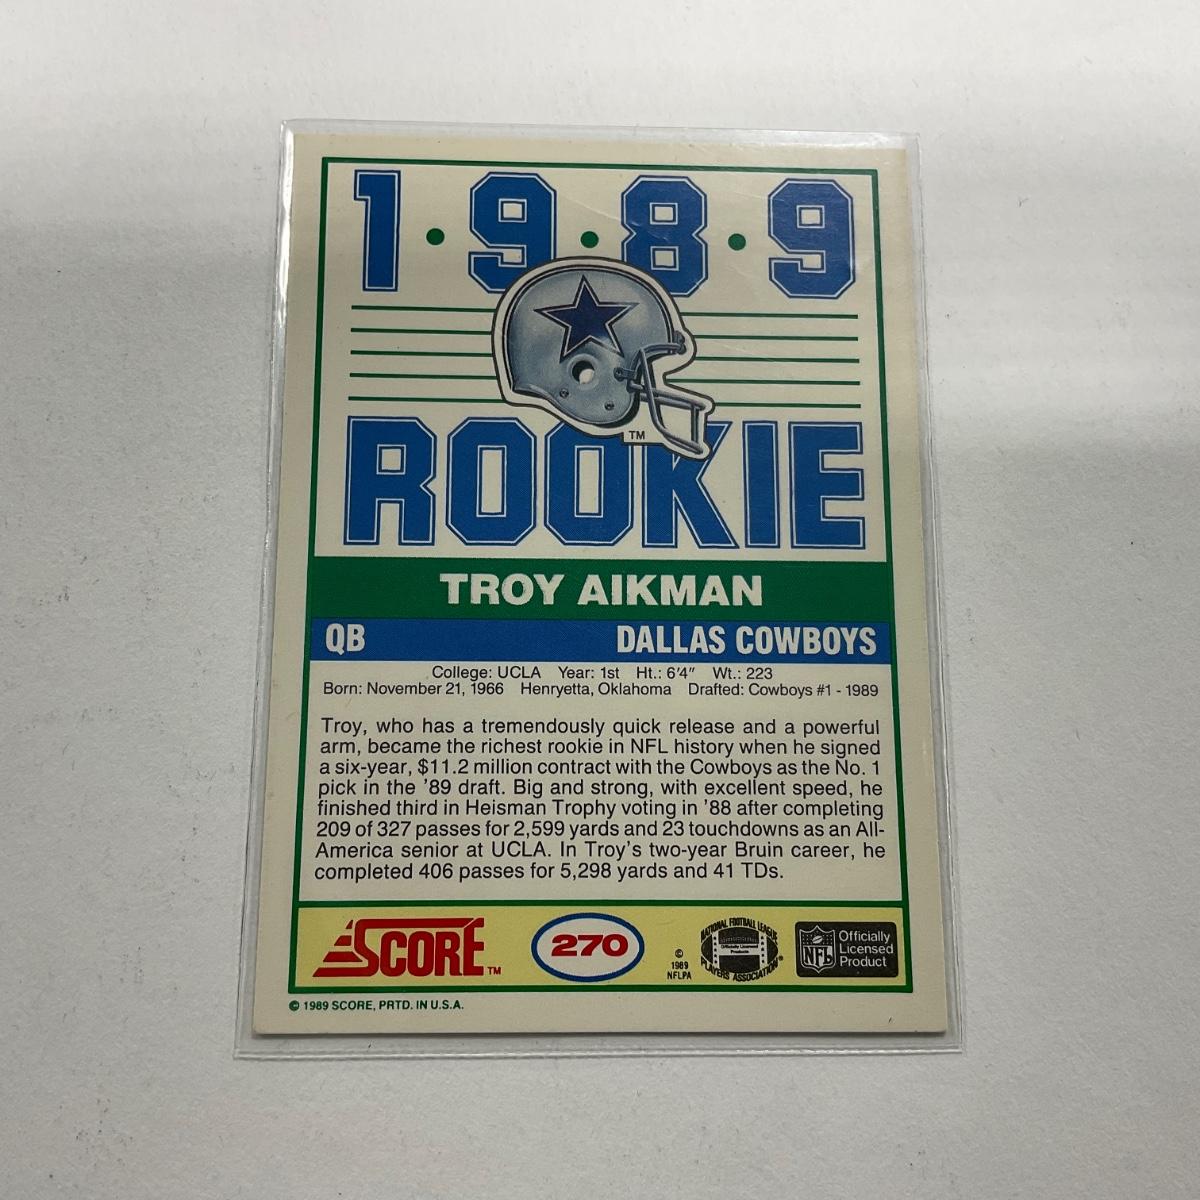 1•9•8•9
TM
ROOKIE
TROY AIKMAN
QB DALLAS COWBOYS
College: UCLA Year: 1st Ht.: 6'4" Wt.: 223
Born: November 21, 1966 Henryetta, Oklahoma Drafted: Cowboys #1 - 1989
Troy, who has a tremendously quick release and a powerful
arm, became the richest rookie in NFL history when he signed
a six-year, $11.2 million contract with the Cowboys as the No. 1
pick in the '89 draft. Big and strong, with excellent speed, he
finished third in Heisman Trophy voting in '88 after completing
209 of 327 passes for 2,599 yards and 23 touchdowns as an All-
America senior at UCLA. In Troy's two-year Bruin career, he
completed 406 passes for 5,298 yards and 41 TDs.
SCORE™
270
©
1989
NFLPA
NATIONAL FOOTBALL LEAGUE
Officially Licensed
Products
PLAYERS ASSOCIATION®
NFL
Officially
Licensed
Product
© 1989 SCORE, PRTD. IN U.S.A.